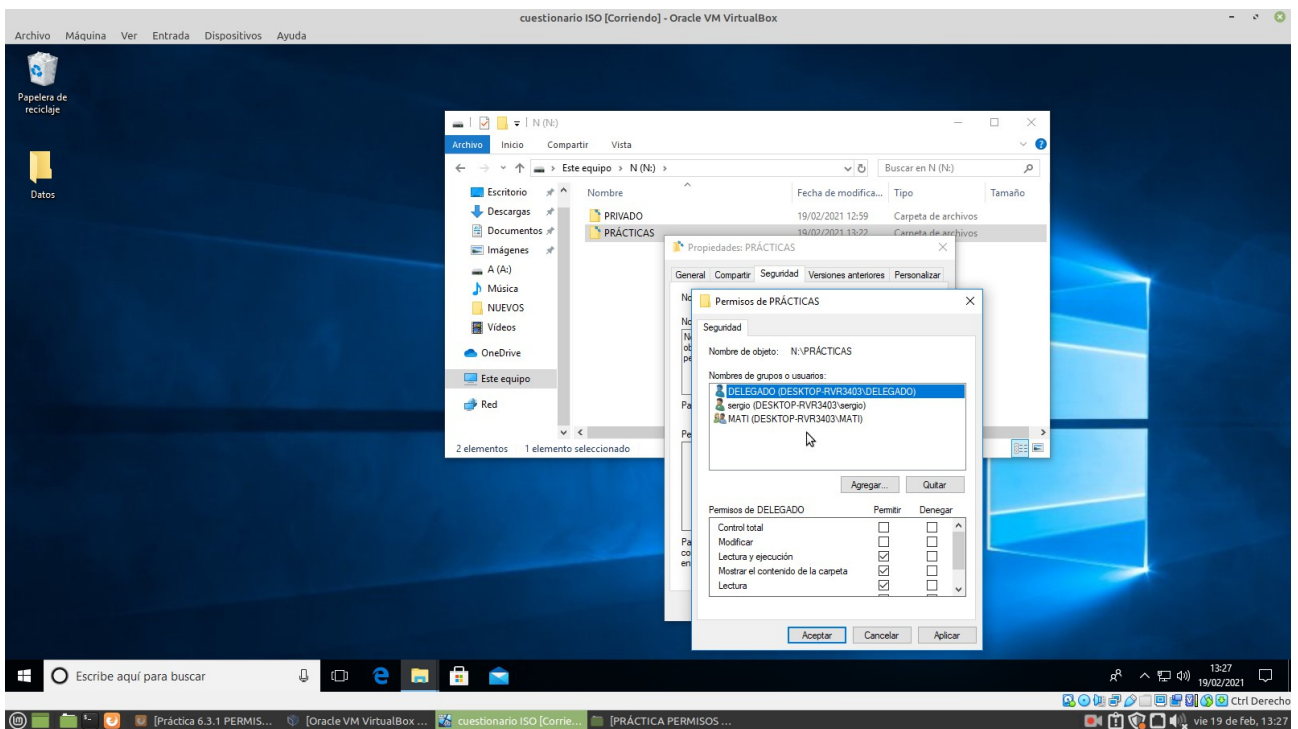 cuestionario ISO [Corriendo] - Oracle VM VirtualBox
Archivo Máquina Ver Entrada Dispositivos Ayuda
Papelera de
reciclaje
Datos
N (N:)
Archivo Inicio Compartir Vista
Este equipo > N (N:) >
Buscar en N (N:)
Escritorio
Descargas
Documentos
Imágenes
A (A:)
Música
NUEVOS
Vídeos
OneDrive
Este equipo
Red
Nombre Fecha de modifica... Tipo Tamaño
PRIVADO 19/02/2021 12:59 Carpeta de archivos
PRÁCTICAS 19/02/2021 13:22 Carpeta de archivos
2 elementos 1 elemento seleccionado
Propiedades: PRÁCTICAS
General Compartir Seguridad Versiones anteriores Personalizar
Permisos de PRÁCTICAS
Seguridad
Nombre de objeto: N:\PRÁCTICAS
Nombres de grupos o usuarios:
DELEGADO (DESKTOP-RVR3403\DELEGADO)
sergio (DESKTOP-RVR3403\sergio)
MATI (DESKTOP-RVR3403\MATI)
Agregar... Quitar
Permisos de DELEGADO Permitir Denegar
Control total
Modificar
Lectura y ejecución
Mostrar el contenido de la carpeta
Lectura
Aceptar Cancelar Aplicar
Escribe aquí para buscar
13:27
19/02/2021
Ctrl Derecho
[Práctica 6.3.1 PERMIS... [Oracle VM VirtualBox ... cuestionario ISO [Corrie... [PRÁCTICA PERMISOS ...
vie 19 de feb, 13:27